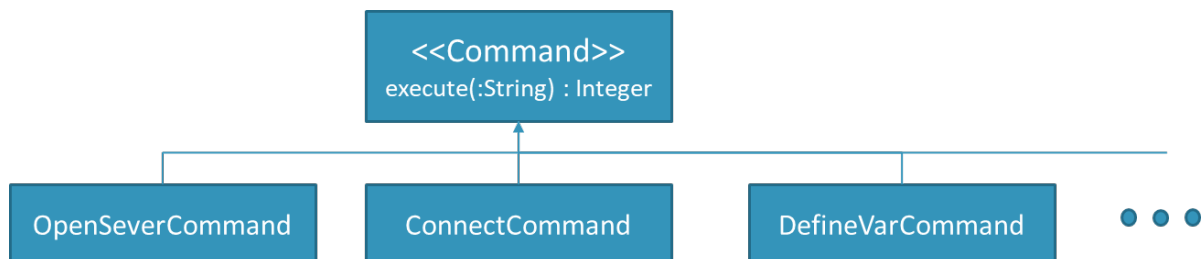 <<Command>>
execute(:String) : Integer
OpenSeverCommand
ConnectCommand
DefineVarCommand